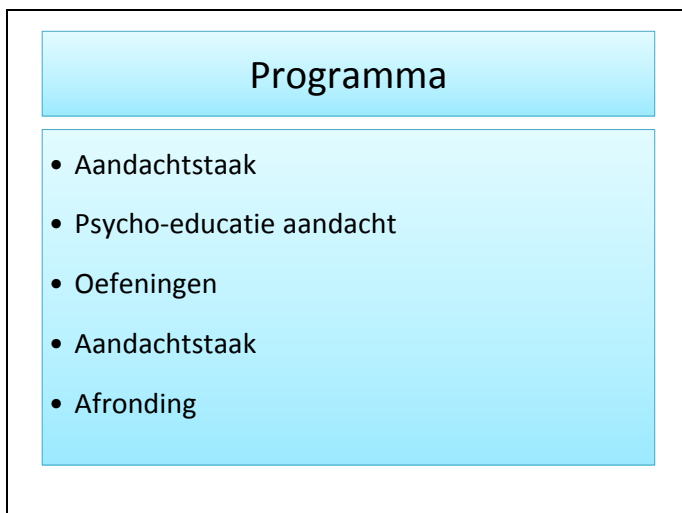 Programma
• Aandachtstaak
• Psycho-educatie aandacht
• Oefeningen
• Aandachtstaak
• Afronding